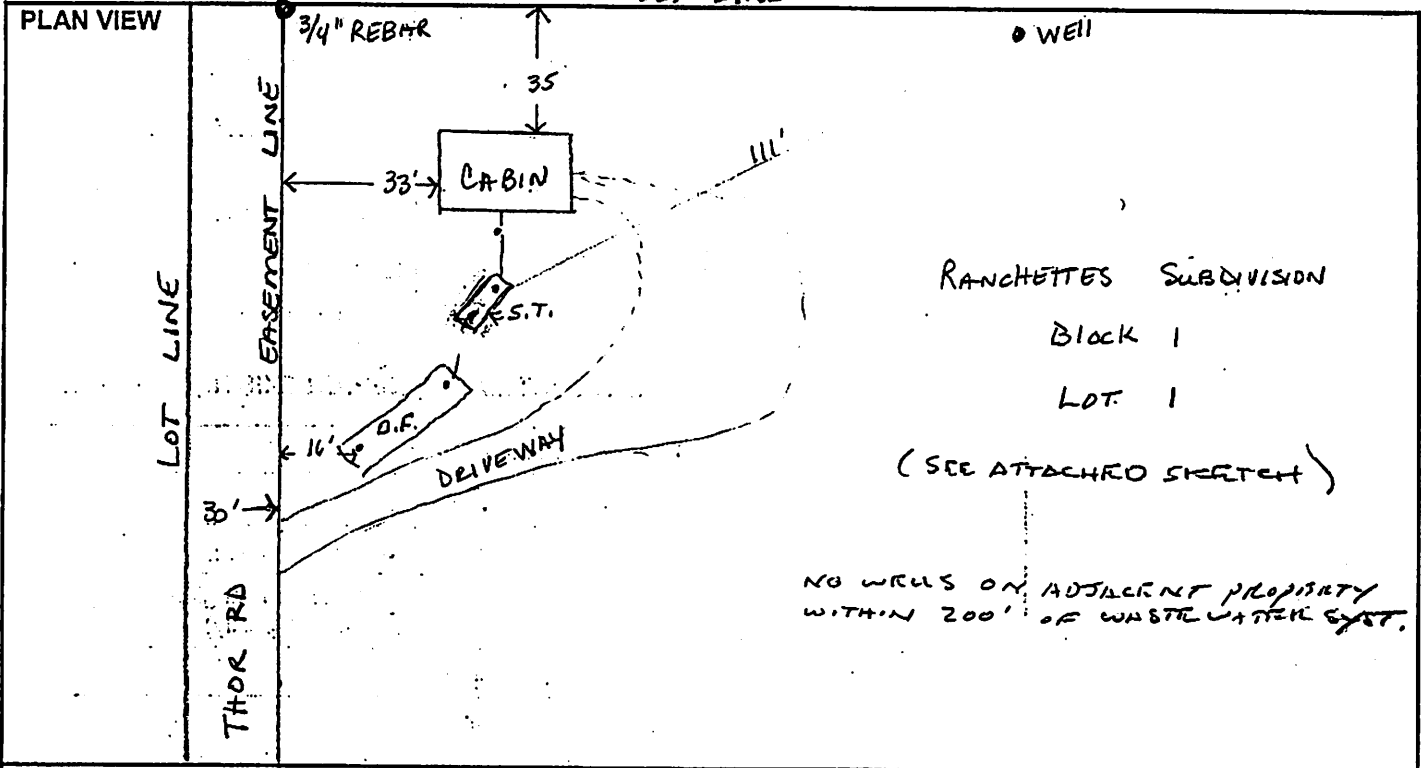 PLAN VIEW
3/4" REBAR
WEll
35
EASEMENT LINE
33'
CABIN
111'
S.T.
LOT LINE
RANCHETTES SUBDIVISION
Block 1
LOT. 1
16'
D.F.
DRIVEWAY
(SEE ATTACHED SKETCH)
30'
THOR RD
NO WELLS ON ADJACENT PROPERTY
WITHIN 200' OF WASTEWATER SYST.